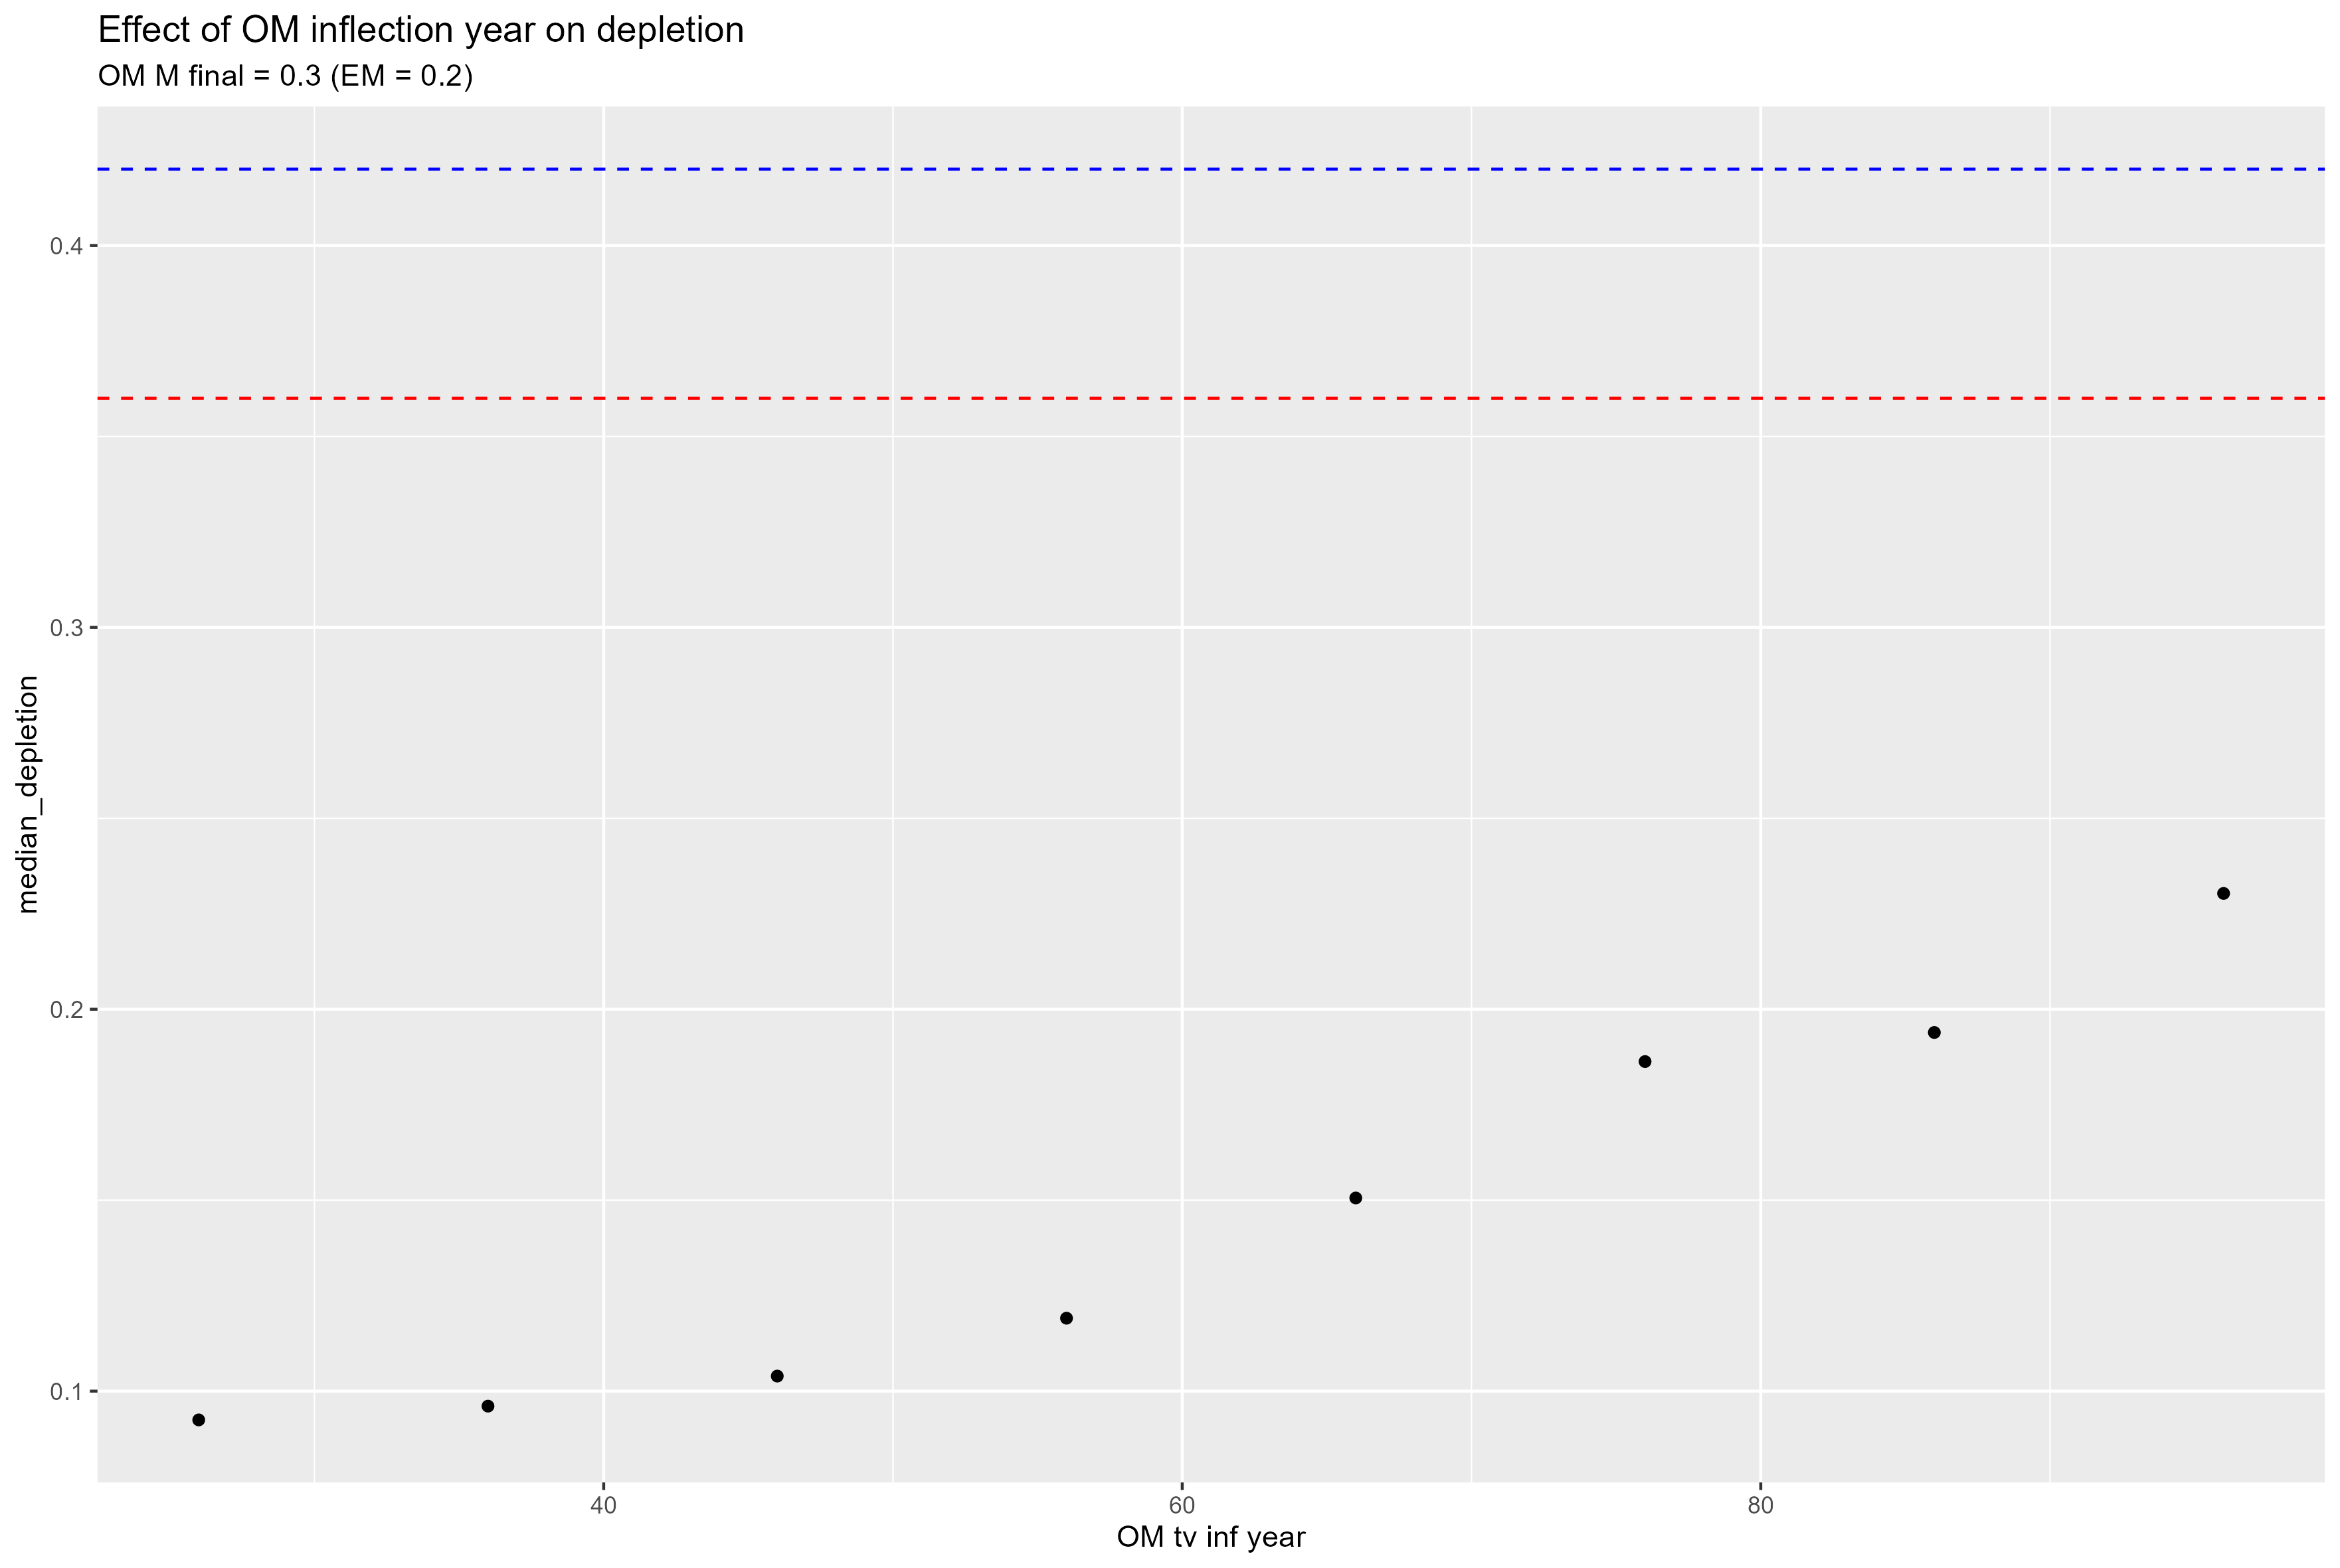 Effect of OM inflection year on depletion
OM M final = 0.3 (EM = 0.2)
median_depletion
0.4
0.3
0.2
0.1
40
60
80
OM tv inf year